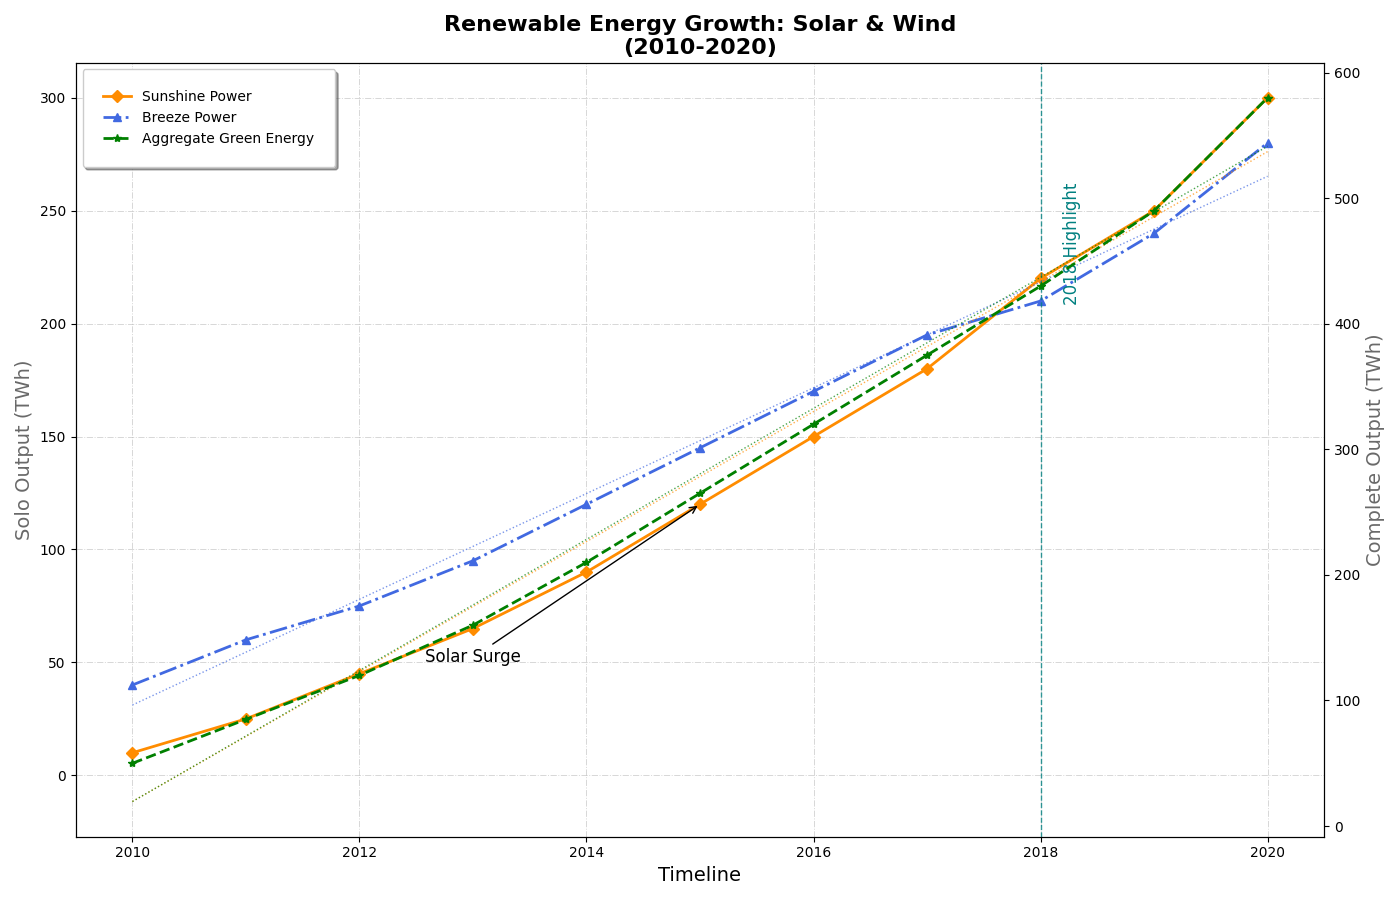 Renewable Energy Growth: Solar & Wind
(2010-2020)
Sunshine Power
Breeze Power
Aggregate Green Energy
Solo Output (TWh)
300
250
200
150
100
50
0
2018 Highlight
Solar Surge
600
500
400
300
200
100
0
Complete Output (TWh)
2010
2012
2014
2016
2018
2020
Timeline